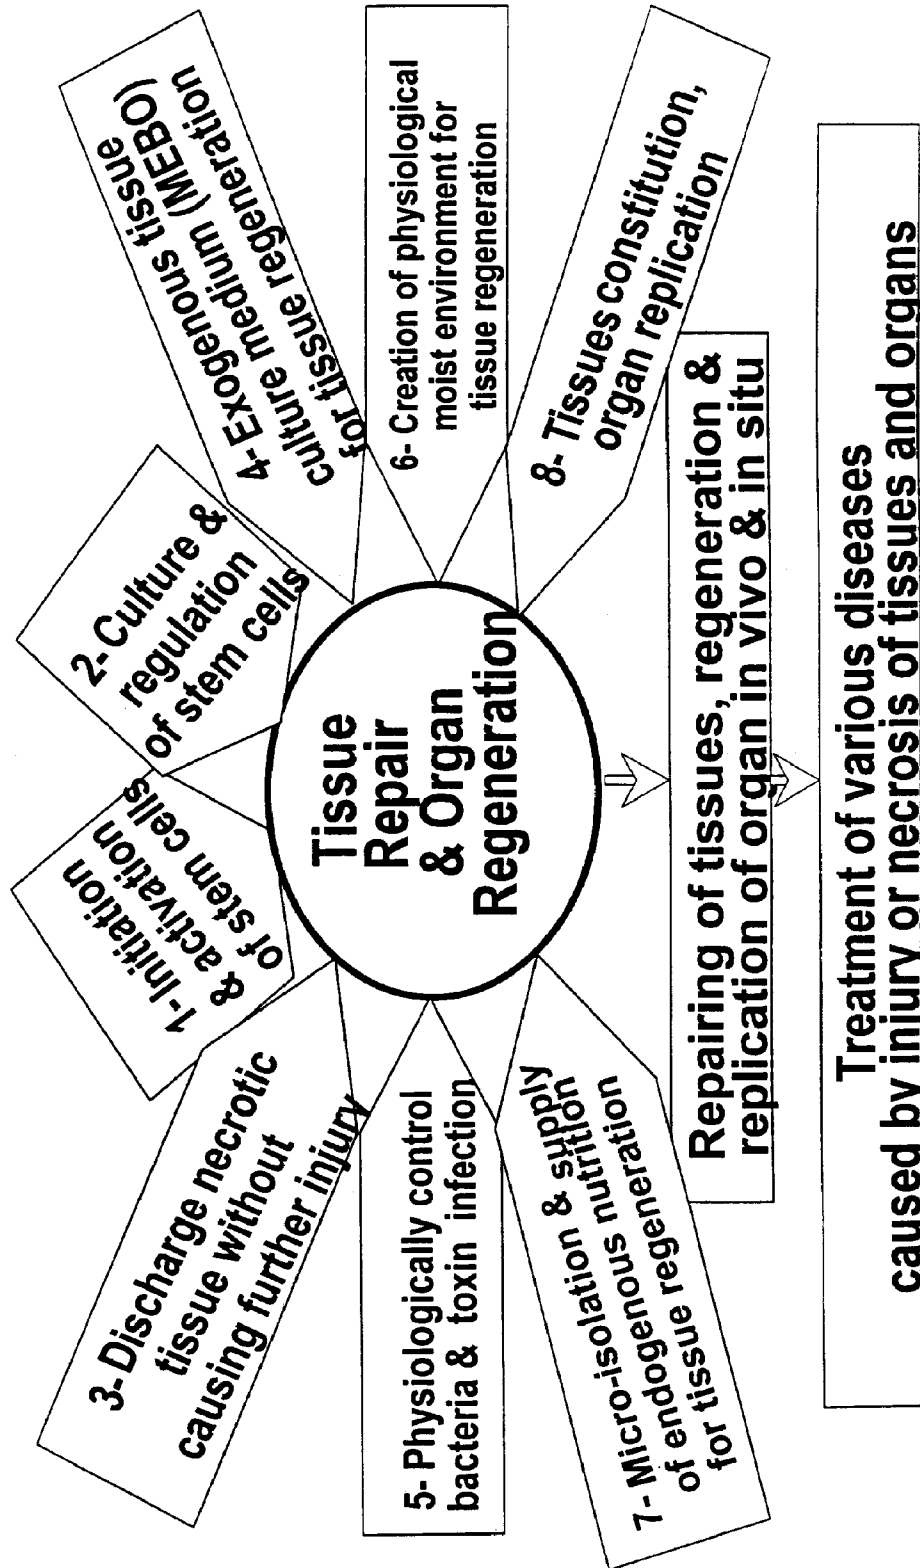 1- Initiation
& activation
of stem cells
2- Culture &
regulation
of stem cells
3- Discharge necrotic
tissue without
causing further injury
4- Exogenous tissue
culture medium (MEBO)
for tissue regeneration
5- Physiologically control
bacteria & toxin infection
6- Creation of physiological
moist environment for
tissue regeneration
7- Micro-isolation & supply
of endogenous nutrition
for tissue regeneration
8- Tissues constitution,
organ replication
Tissue
Repair
& Organ
Regeneration
Repairing of tissues, regeneration &
replication of organ in vivo & in situ
Treatment of various diseases
caused by injury or necrosis of tissues and organs